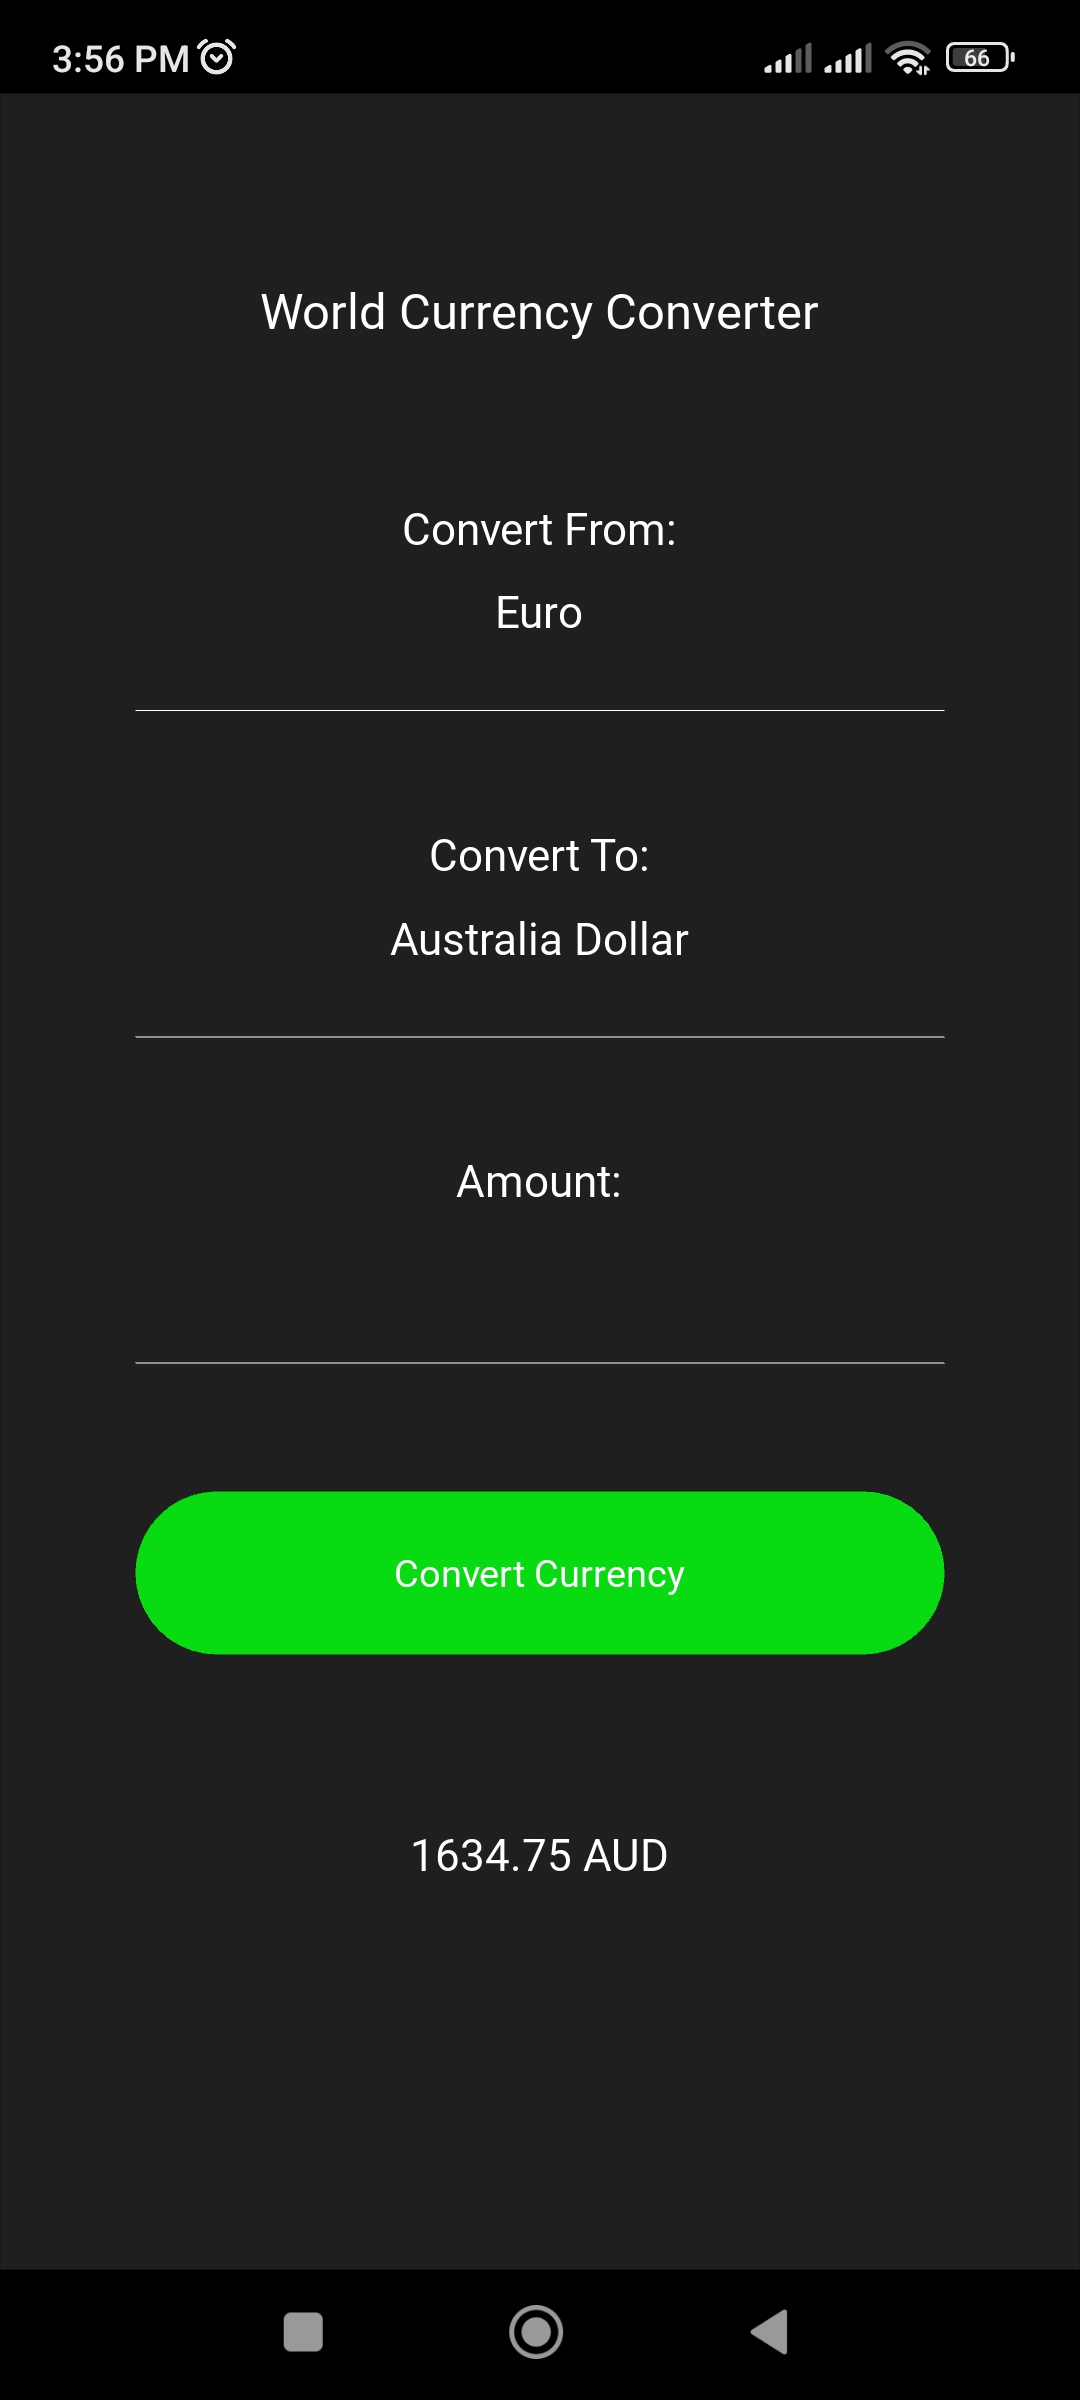 3:56 PM
66
World Currency Converter
Convert From:
Euro
Convert To:
Australia Dollar
Amount:
Convert Currency
1634.75 AUD